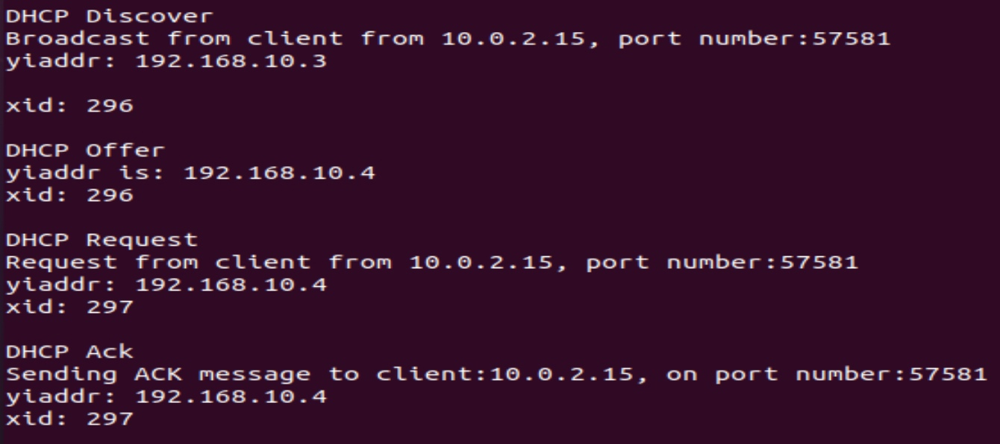 DHCP Discover
Broadcast from client from 10.0.2.15, port number:57581
yiaddr: 192.168.10.3
xid: 296
DHCP Offer
yiaddr is: 192.168.10.4
xid: 296
DHCP Request
Request from client from 10.0.2.15, port number:57581
yiaddr: 192.168.10.4
xid: 297
DHCP Ack
Sending ACK message to client:10.0.2.15, on port number:57581
yiaddr: 192.168.10.4
xid: 297